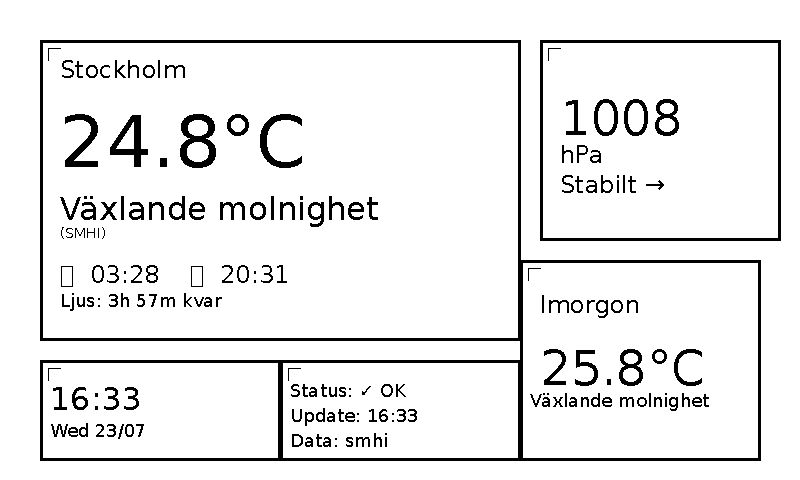 Stockholm
24.8°C
Växlande molnighet
(SMHI)
▯ 03:28 ▯ 20:31
Ljus: 3h 57m kvar
1008
hPa
Stabilt →
Imorgon
25.8°C
Växlande molnighet
16:33
Wed 23/07
Status: ✓ OK
Update: 16:33
Data: smhi